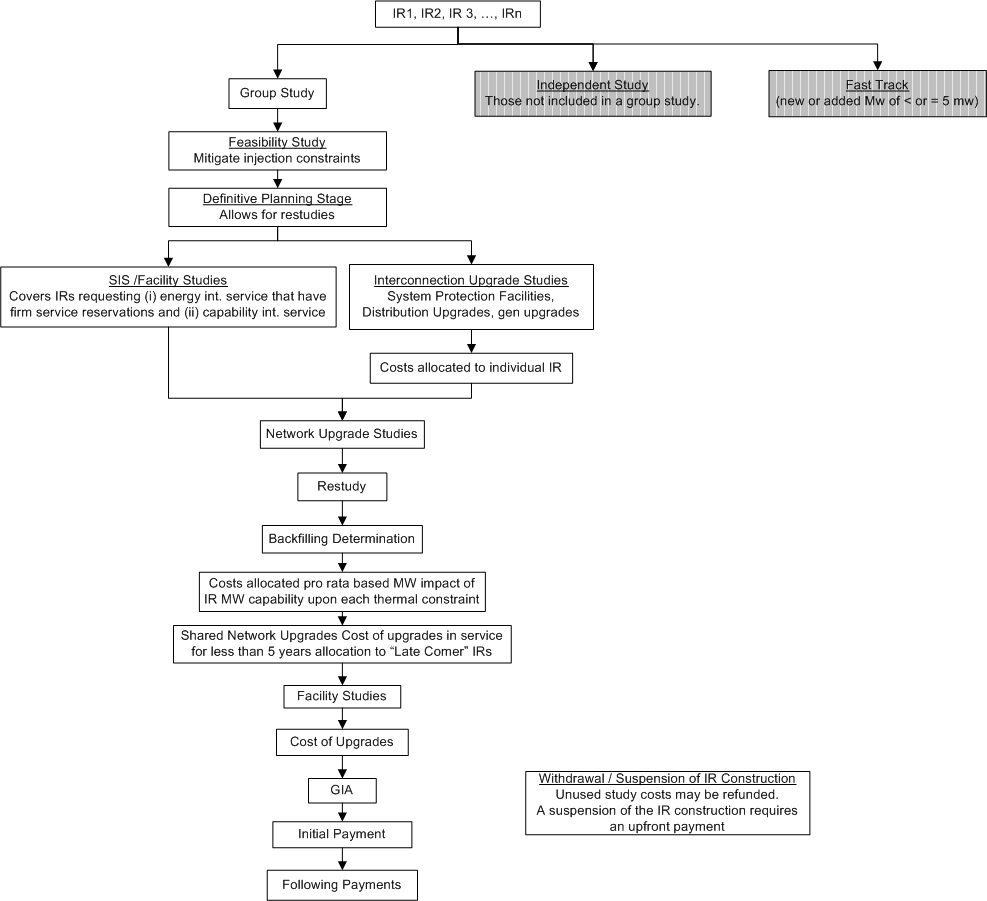 IR1, IR2, IR 3, …, IRn
Group Study
Independent Study
Those not included in a group study.
Fast Track
(new or added Mw of < or = 5 mw)
Feasibility Study
Mitigate injection constraints
Definitive Planning Stage
Allows for restudies
SIS /Facility Studies
Covers IRs requesting (i) energy int. service that have
firm service reservations and (ii) capability int. service
Interconnection Upgrade Studies
System Protection Facilities,
Distribution Upgrades, gen upgrades
Costs allocated to individual IR
Network Upgrade Studies
Restudy
Backfilling Determination
Costs allocated pro rata based MW impact of
IR MW capability upon each thermal constraint
Shared Network Upgrades Cost of upgrades in service
for less than 5 years allocation to “Late Comer” IRs
Facility Studies
Cost of Upgrades
GIA
Initial Payment
Following Payments
Withdrawal / Suspension of IR Construction
Unused study costs may be refunded.
A suspension of the IR construction requires
an upfront payment